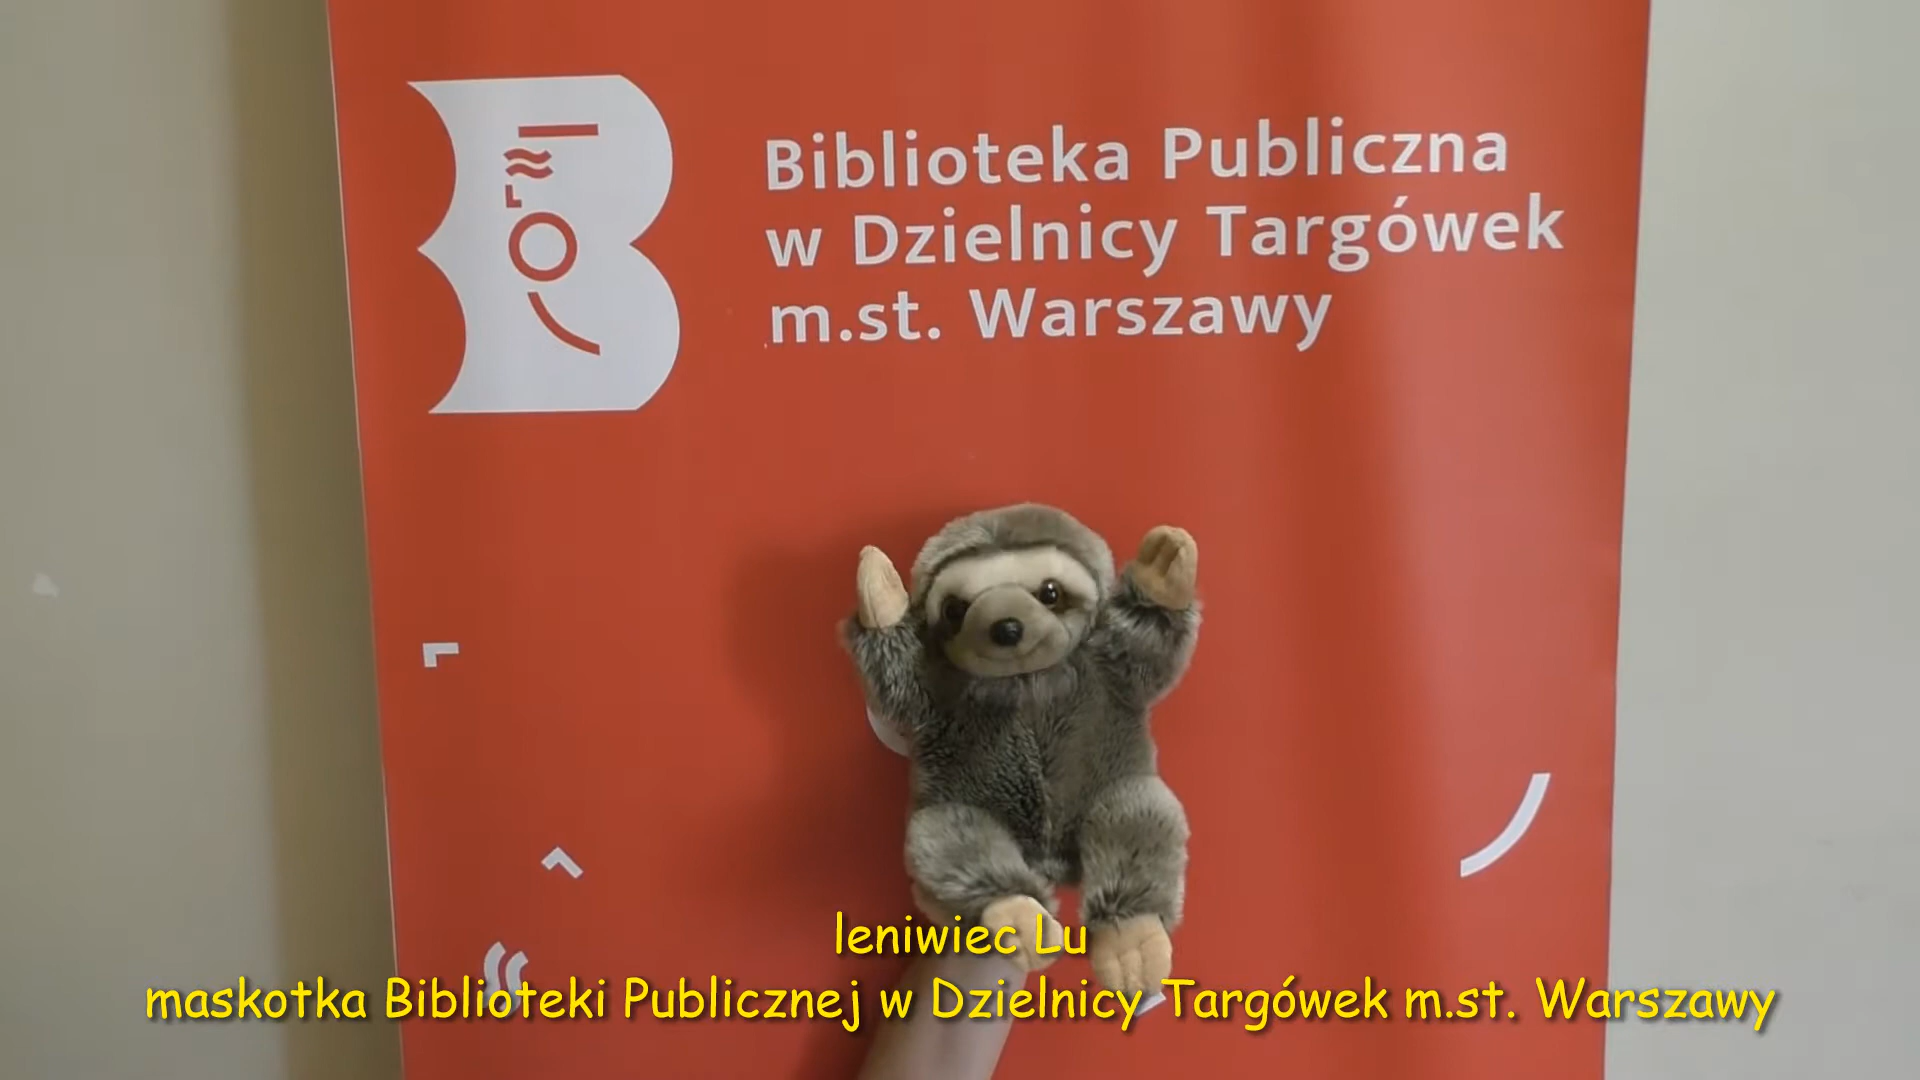 Biblioteka Publiczna
w Dzielnicy Targówek
m.st. Warszawy
leniwiec Lu
maskotka Biblioteki Publicznej w Dzielnicy Targówek m.st. Warszawy